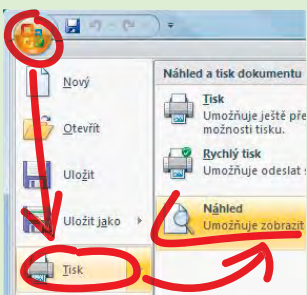 Nový
Otevřít
Uložit
Uložit jako
Tisk
Náhled a tisk dokumentu
Tisk
Umožňuje ještě pře
možnosti tisku.
Rychlý tisk
Umožňuje odeslat s
Náhled
Umožňuje zobrazit